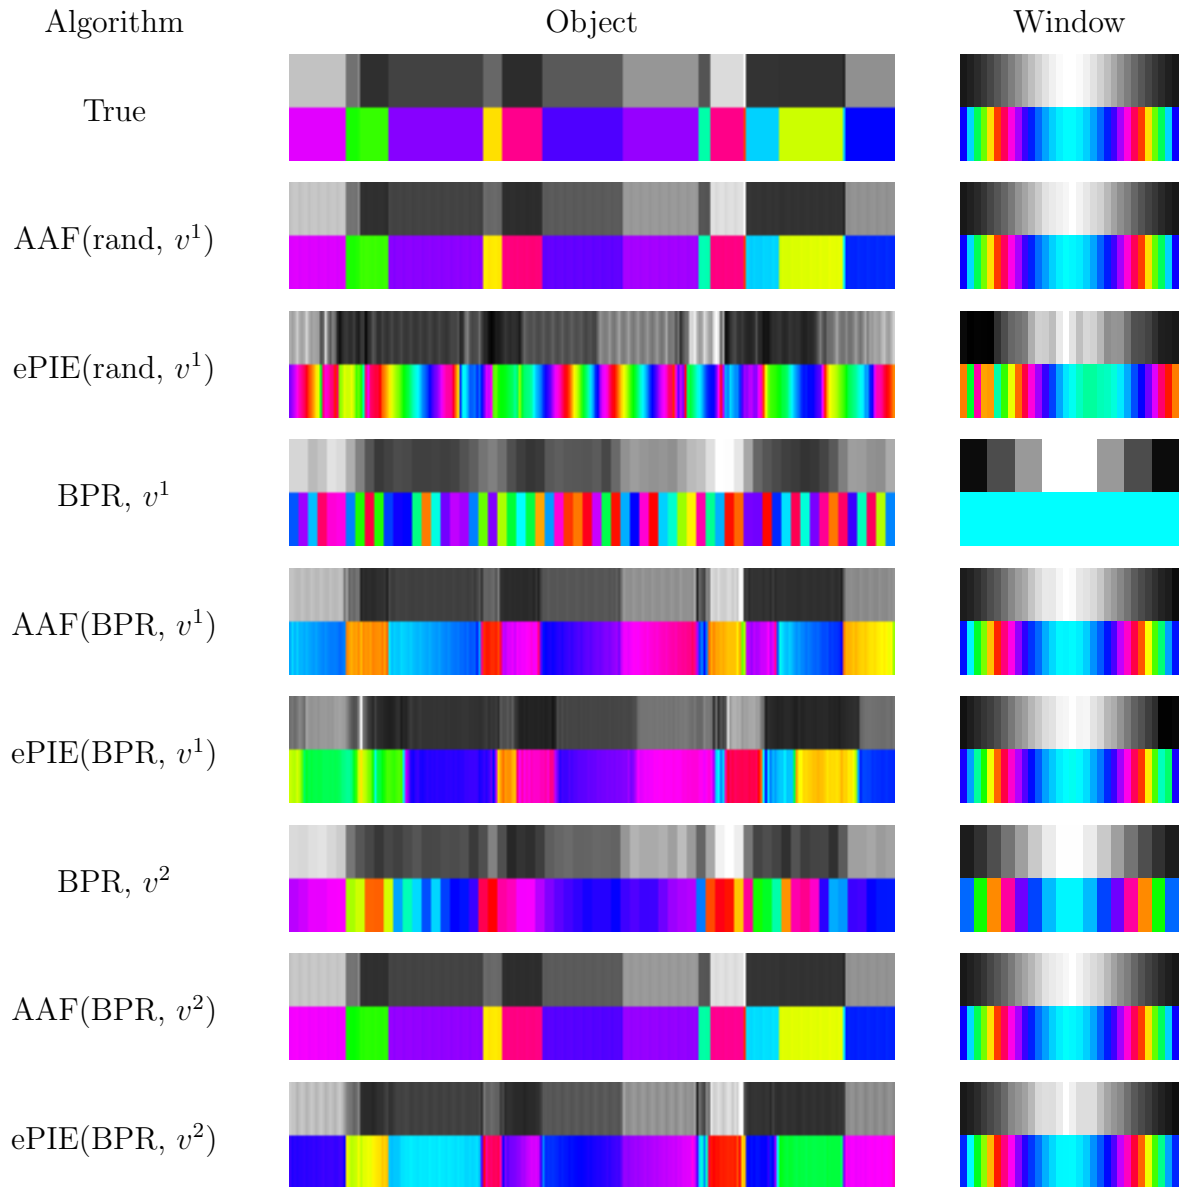 Algorithm Object Window
True
AAF(rand, v¹)
ePIE(rand, v¹)
BPR, v¹
AAF(BPR, v¹)
ePIE(BPR, v¹)
BPR, v²
AAF(BPR, v²)
ePIE(BPR, v²)